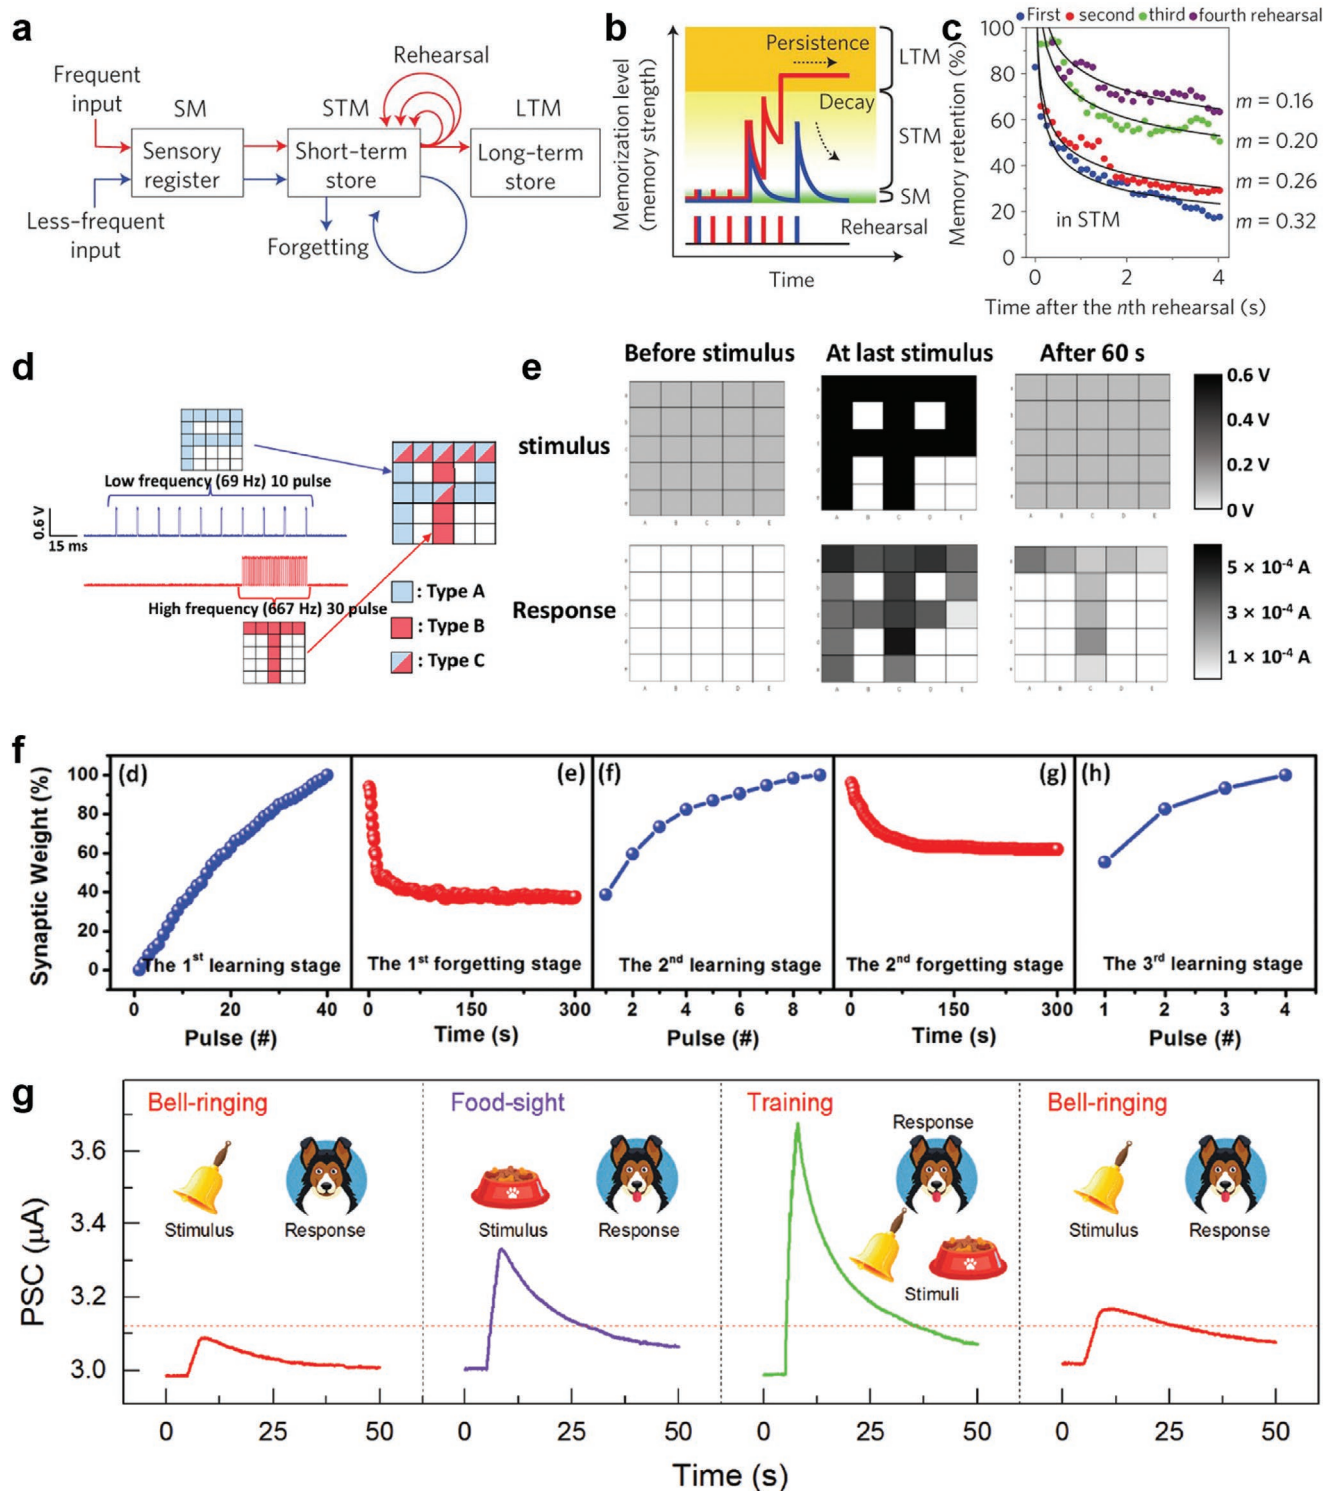 a
Frequent
input
SM
Sensory
register
Less-frequent
input
STM
Short-term
store
Rehearsal
LTM
Long-term
store
Forgetting
b
Memorization level
(memory strength)
Persistence
Decay
LTM
STM
SM
Rehearsal
Time
c
First second third fourth rehearsal
Memory retention (%)
100
80
60
40
20
0
m = 0.16
m = 0.20
m = 0.26
m = 0.32
in STM
0 2 4
Time after the nth rehearsal (s)
d
Low frequency (69 Hz) 10 pulse
0.6 V
15 ms
High frequency (667 Hz) 30 pulse
: Type A
: Type B
: Type C
e
Before stimulus At last stimulus After 60 s
stimulus
A B C D E
A B C D E
A B C D E
0.6 V
0.4 V
0.2 V
0 V
Response
A B C D E
A B C D E
A B C D E
5 × 10⁻⁴ A
3 × 10⁻⁴ A
1 × 10⁻⁴ A
f
Synaptic Weight (%)
100
80
60
40
20
0
(d)
The 1st learning stage
0 20 40
Pulse (#)
(e)
The 1st forgetting stage
0 150 300
Time (s)
(f)
The 2nd learning stage
2 4 6 8
Pulse (#)
(g)
The 2nd forgetting stage
0 150 300
Time (s)
(h)
The 3rd learning stage
1 2 3 4
Pulse (#)
g
PSC (μA)
3.6
3.4
3.2
3.0
Bell-ringing
Stimulus Response
0 25 50
Food-sight
Stimulus Response
0 25 50
Training
Response
Stimuli
0 25 50
Bell-ringing
Stimulus Response
0 25 50
Time (s)